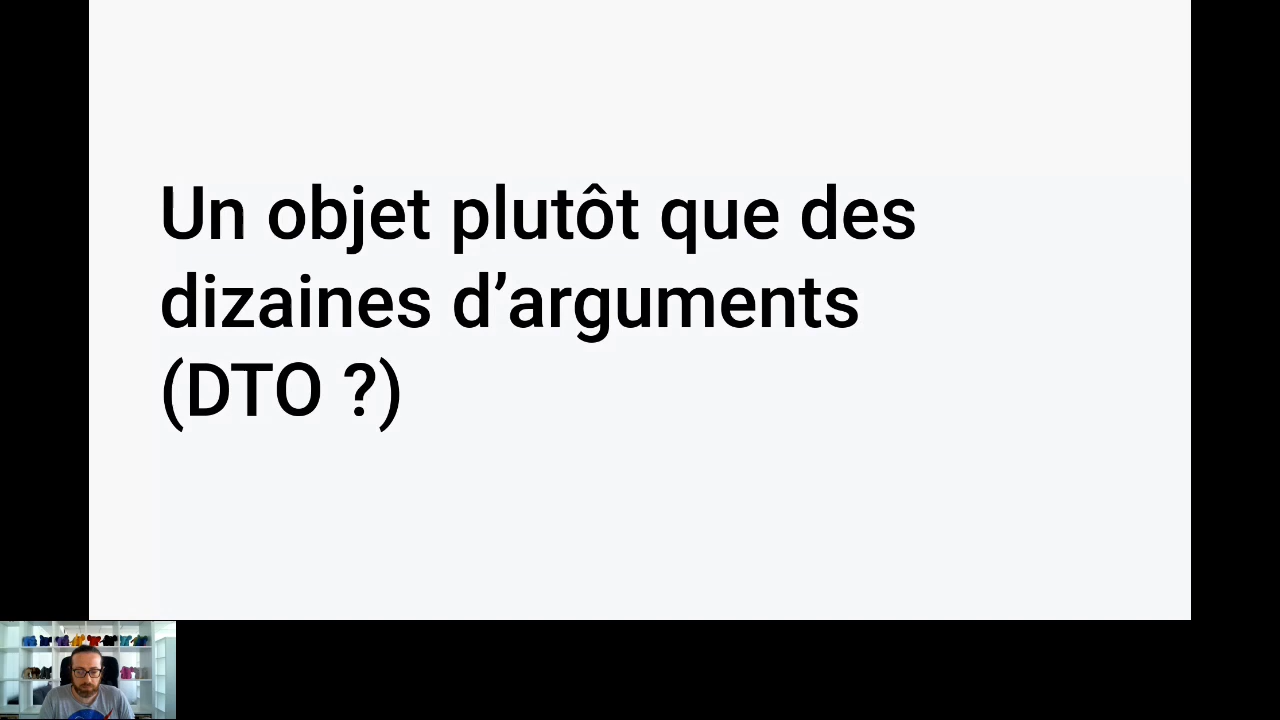 Un objet plutôt que des
dizaines d’arguments
(DTO ?)